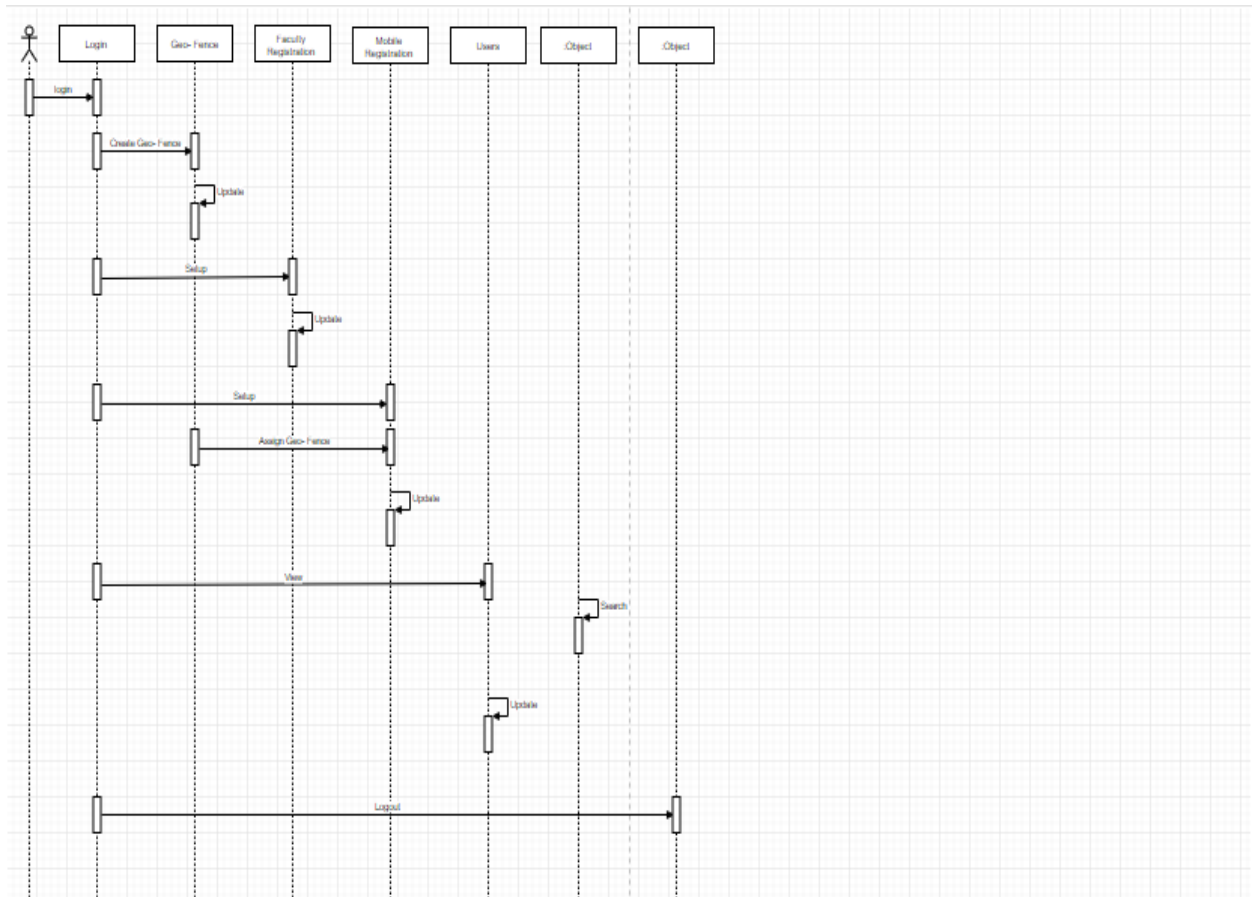 Login
Geo- Fence
Faculty
Registration
Mobile
Registration
Users
:Object
:Object
login
Create Geo- Fence
Update
Setup
Update
Setup
Assign Geo- Fence
Update
View
Search
Update
Logout